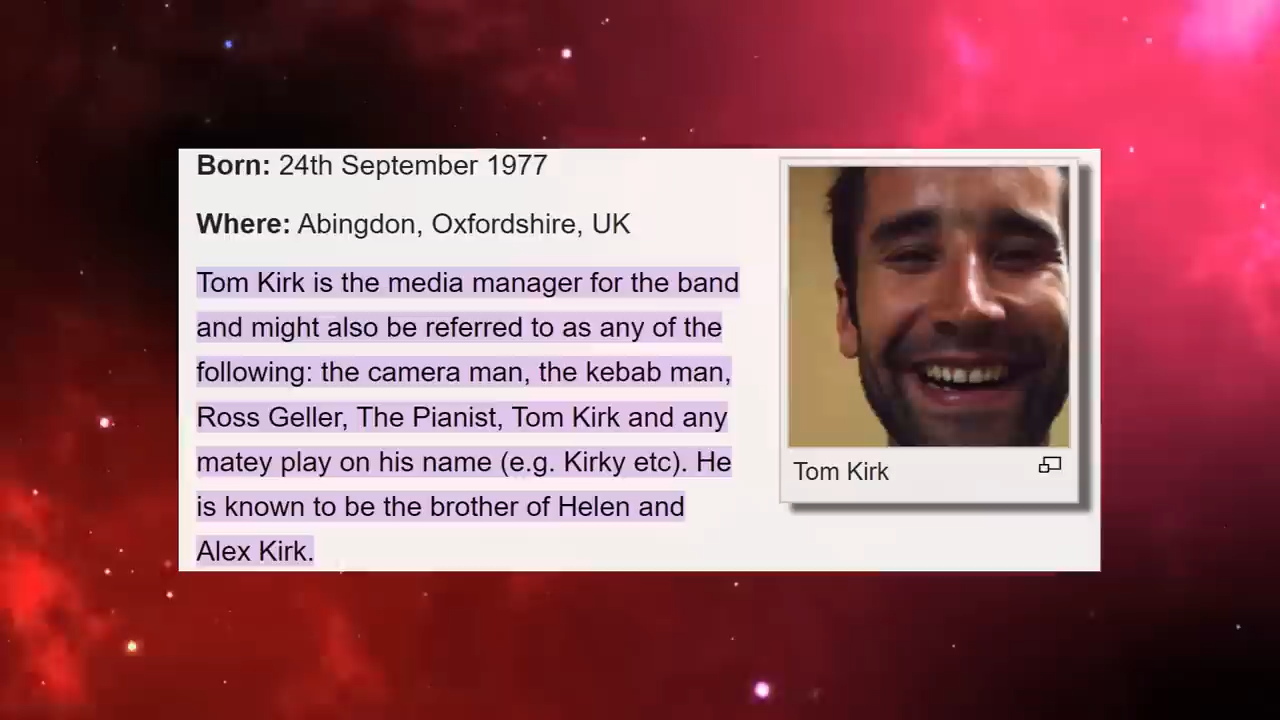 Born: 24th September 1977
Where: Abingdon, Oxfordshire, UK
Tom Kirk is the media manager for the band
and might also be referred to as any of the
following: the camera man, the kebab man,
Ross Geller, The Pianist, Tom Kirk and any
matey play on his name (e.g. Kirky etc). He
is known to be the brother of Helen and
Alex Kirk.
Tom Kirk